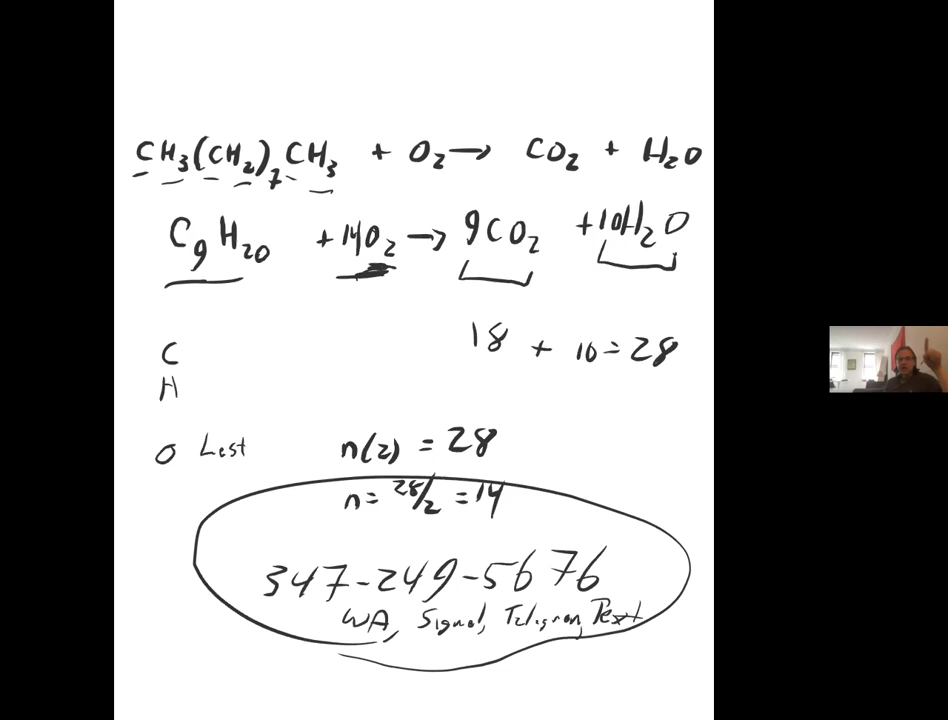 CH₃(CH₂)₇CH₃ + O₂ → CO₂ + H₂O
C₉H₂₀ + 14O₂ → 9CO₂ + 10H₂O
18 + 10 = 28
C
H
O Lest n(2) = 28
n = 28/2 = 14
347-249-5676
WA, Signal, Telegram, Text